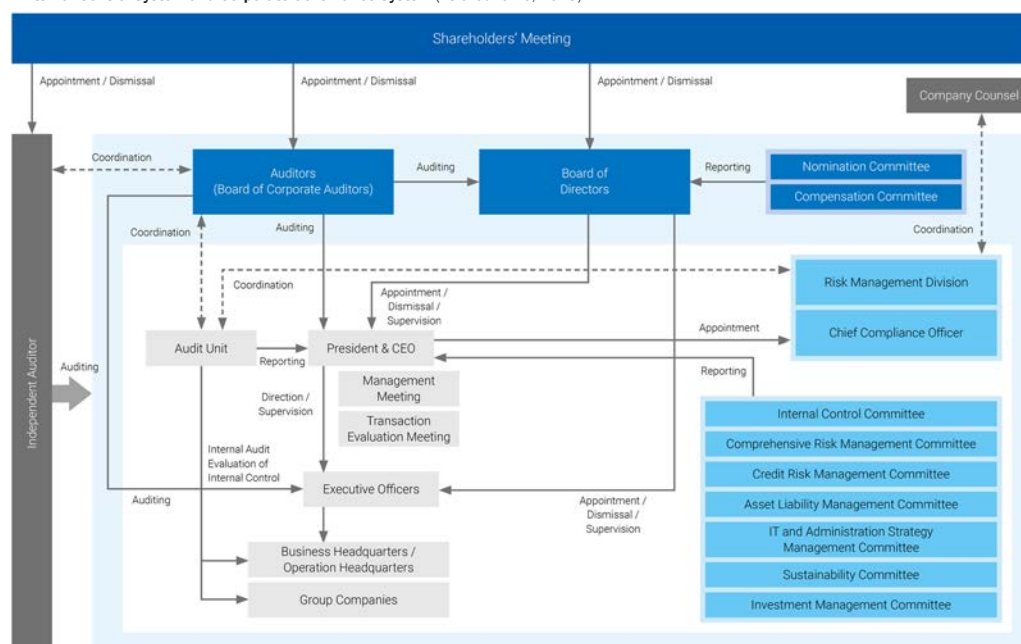 Shareholders' Meeting
Appointment / Dismissal
Appointment / Dismissal
Appointment / Dismissal
Company Counsel
Independent Auditor
Coordination
Auditors
(Board of Corporate Auditors)
Auditing
Board of
Directors
Reporting
Nomination Committee
Compensation Committee
Coordination
Auditing
Coordination
Coordination
Appointment /
Dismissal /
Supervision
Risk Management Division
Chief Compliance Officer
Audit Unit
Reporting
President & CEO
Appointment
Reporting
Auditing
Management
Meeting
Transaction
Evaluation Meeting
Direction /
Supervision
Internal Audit
Evaluation of
Internal Control
Auditing
Executive Officers
Appointment /
Dismissal /
Supervision
Business Headquarters /
Operation Headquarters
Group Companies
Internal Control Committee
Comprehensive Risk Management Committee
Credit Risk Management Committee
Asset Liability Management Committee
IT and Administration Strategy
Management Committee
Sustainability Committee
Investment Management Committee